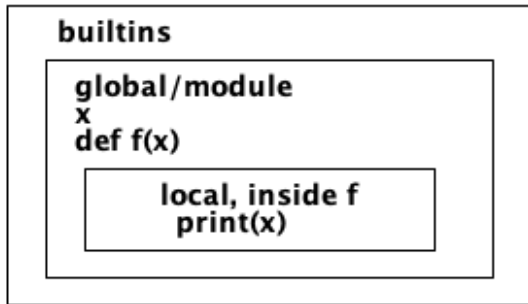 builtins
global/module
x
def f(x)
local, inside f
print(x)